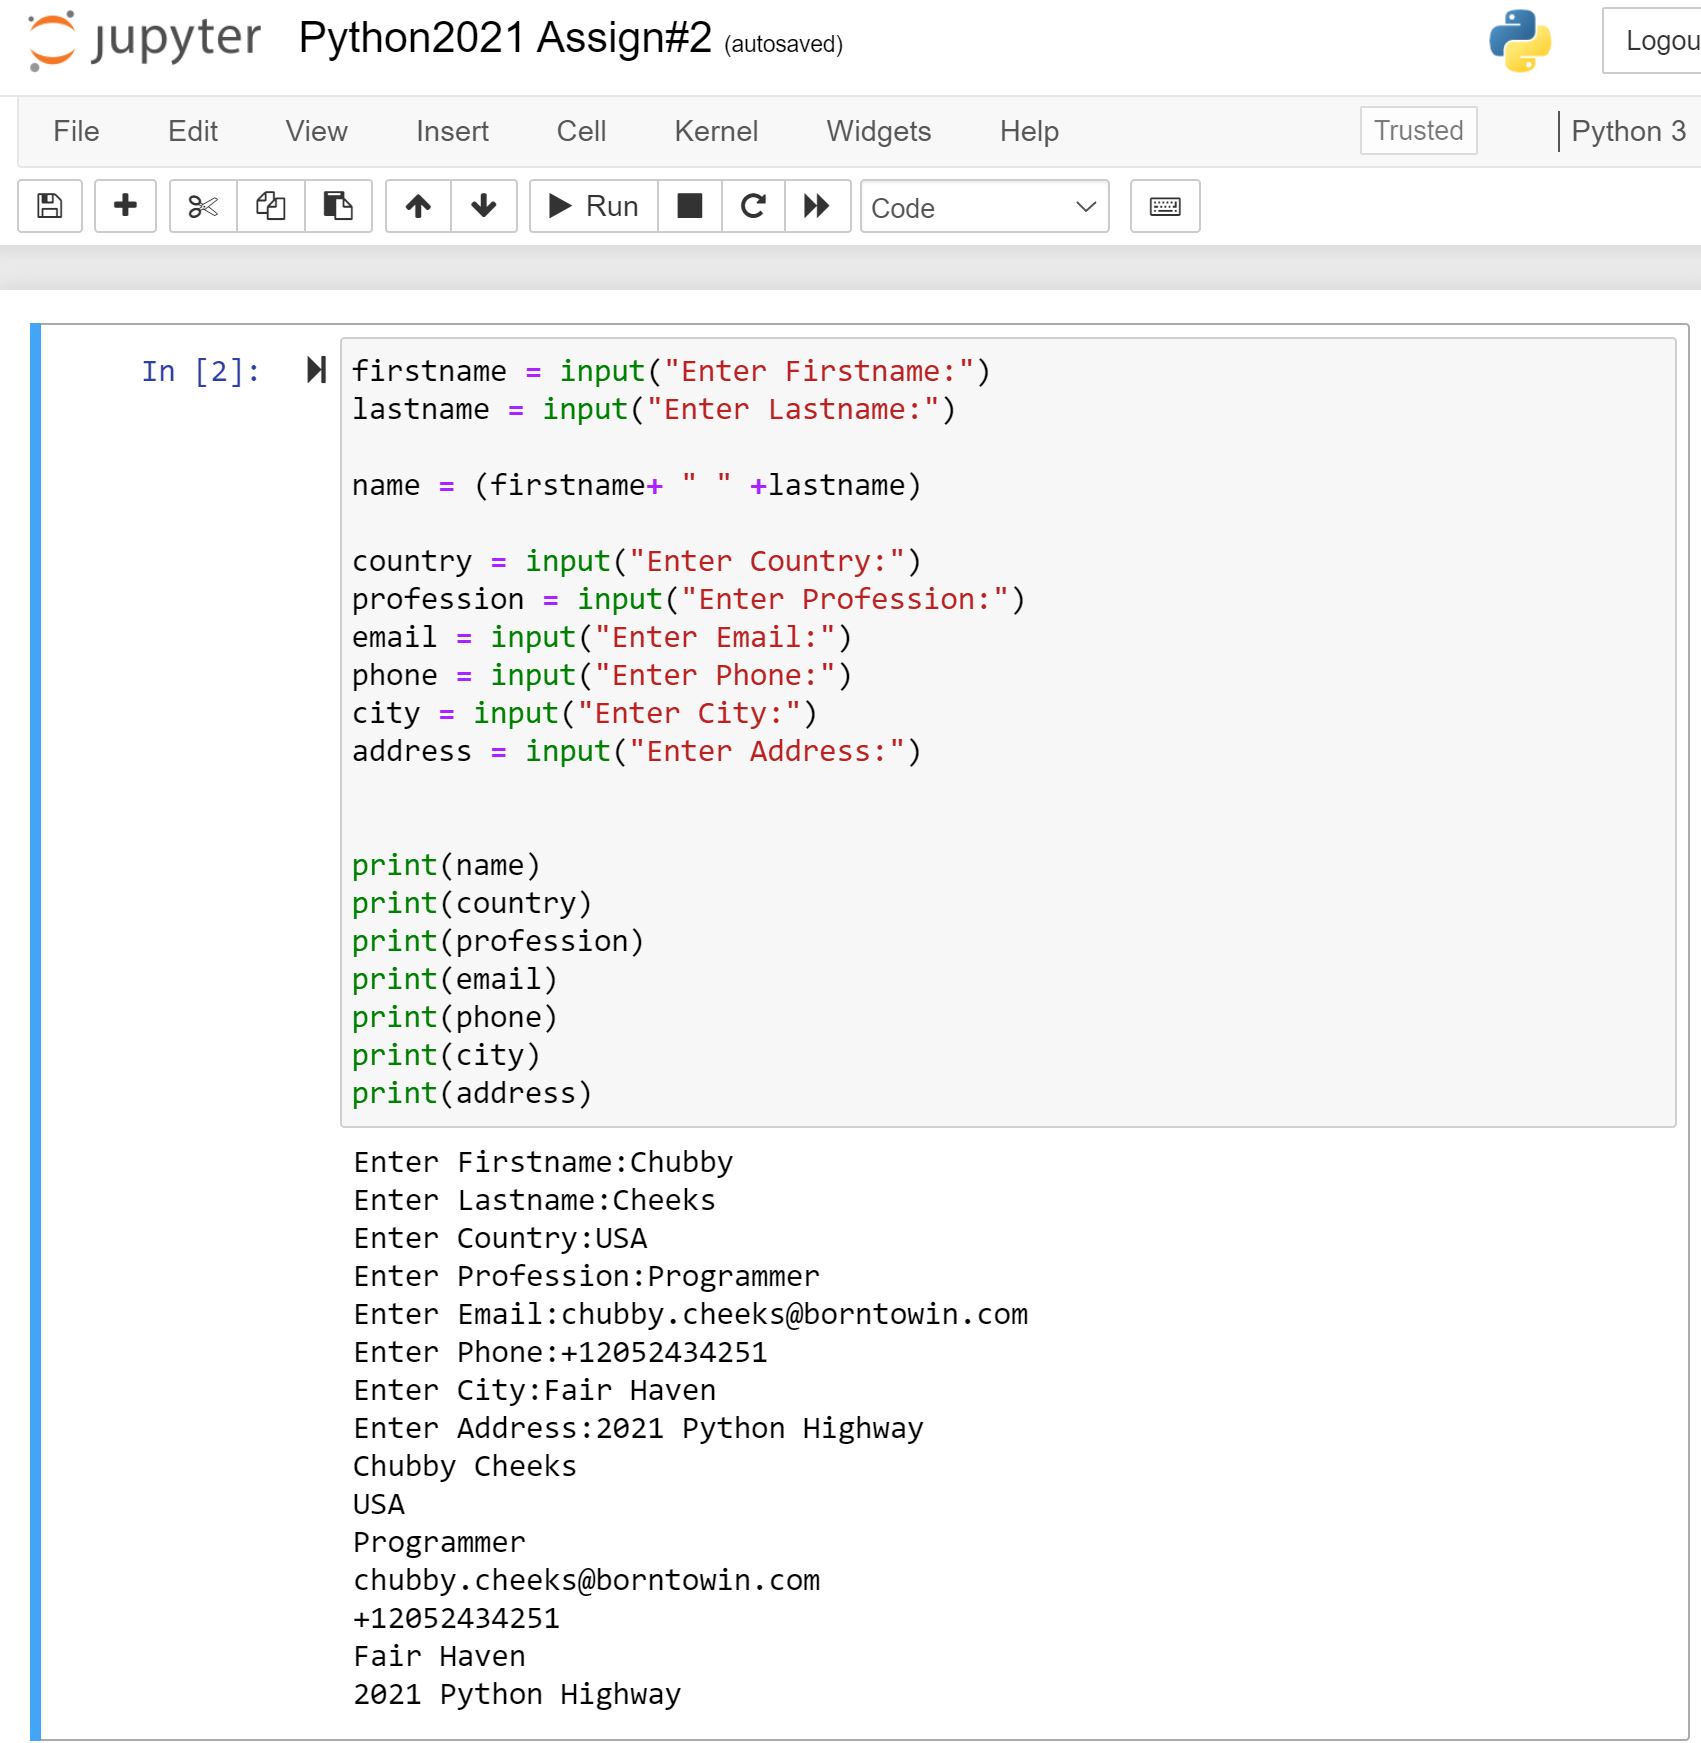 jupyter Python2021 Assign#2 (autosaved) Logou
File Edit View Insert Cell Kernel Widgets Help Trusted Python 3
Run Code
In [2]:
firstname = input("Enter Firstname:")
lastname = input("Enter Lastname:")
name = (firstname+ " " +lastname)
country = input("Enter Country:")
profession = input("Enter Profession:")
email = input("Enter Email:")
phone = input("Enter Phone:")
city = input("Enter City:")
address = input("Enter Address:")
print(name)
print(country)
print(profession)
print(email)
print(phone)
print(city)
print(address)
Enter Firstname:Chubby
Enter Lastname:Cheeks
Enter Country:USA
Enter Profession:Programmer
Enter Email:chubby.cheeks@borntowin.com
Enter Phone:+12052434251
Enter City:Fair Haven
Enter Address:2021 Python Highway
Chubby Cheeks
USA
Programmer
chubby.cheeks@borntowin.com
+12052434251
Fair Haven
2021 Python Highway